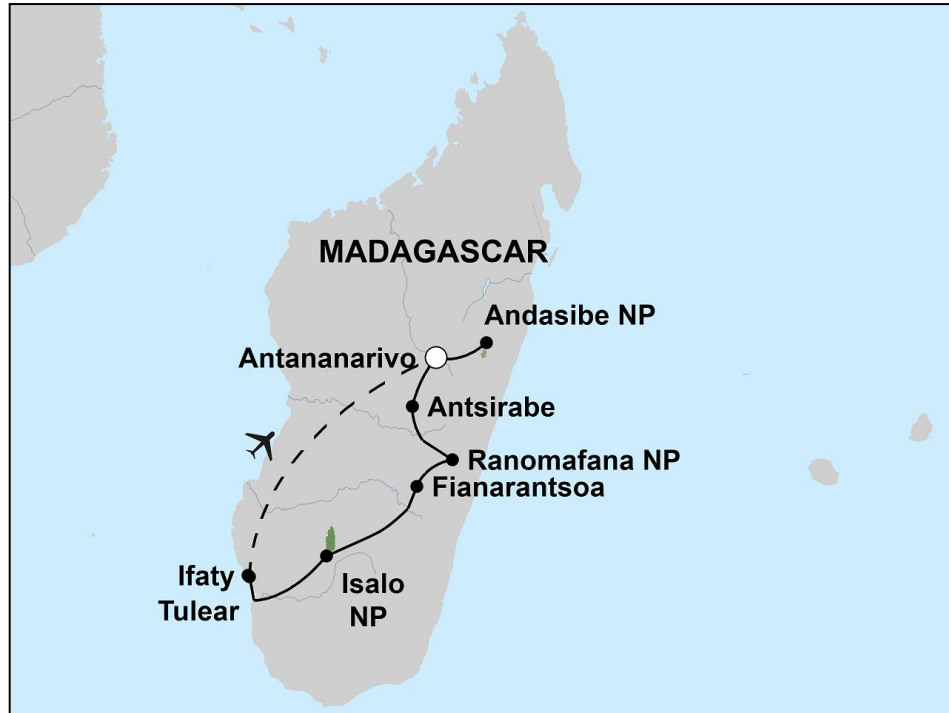 MADAGASCAR
Andasibe NP
Antananarivo
Antsirabe
Ranomafana NP
Fianarantsoa
Ifaty
Tulear
Isalo
NP